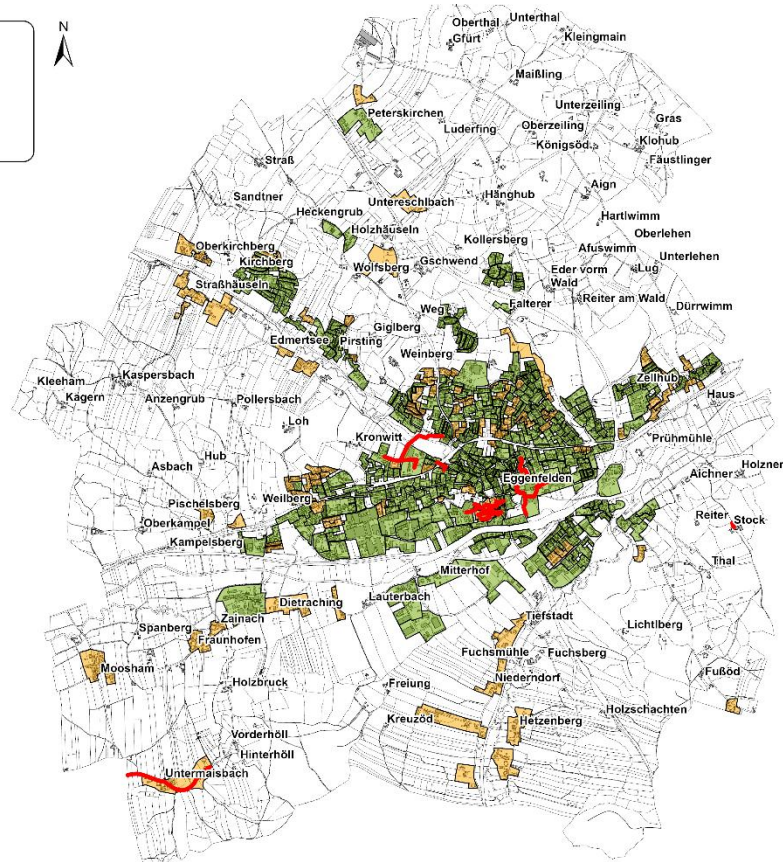 N
Oberthal
Unterthal
Gfürt
Kleingmain
Maißling
Peterskirchen
Unterzeiling
Luderfing
Oberzeiling
Gras
Königsöd
Klohub
Straß
Fäustlinger
Sandtner
Untereschlbach
Hänghub
Aign
Heckengrub
Hartlwimm
Holzhäuseln
Oberlehen
Oberkirchberg
Kollersberg
Afuswimm
Kirchberg
Wolfsberg
Gschwend
Unterlehen
Eder vorm
Wald
Lug
Straßhäuseln
Reiter am Wald
Weg
Falterer
Dürrwimm
Giglberg
Edmertsee
Pirsting
Weinberg
Kleeham
Kaspersbach
Zellhub
Kagern
Anzengrub
Pollersbach
Haus
Loh
Kronwitt
Prühmühle
Hub
Asbach
Aichner
Holzner
Eggenfelden
Weilberg
Pischelsberg
Reiter
Oberkampel
Stock
Kampelsberg
Thal
Mitterhof
Dietraching
Lauterbach
Zainach
Tiefstadt
Spanberg
Lichtlberg
Fraunhofen
Fuchsmühle
Fuchsberg
Moosham
Fußöd
Niederndorf
Holzbruck
Freiung
Holzschachten
Kreuzöd
Hetzenberg
Vorderhöll
Hinterhöll
Untermaisbach